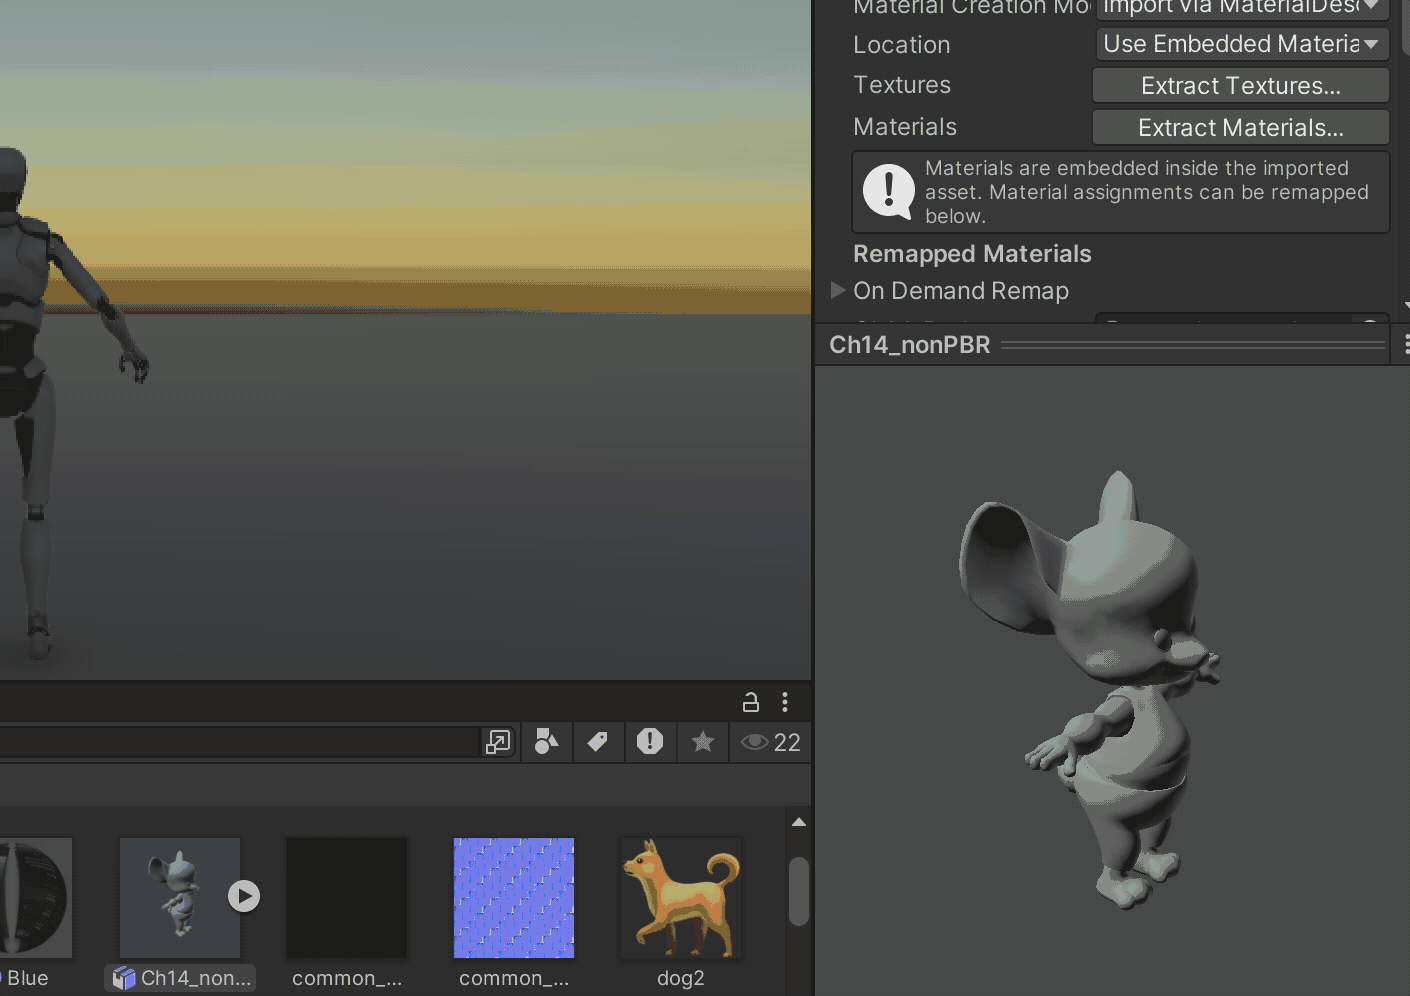 Material Creation Mo
Import via MaterialDesc
Location
Use Embedded Materia
Textures
Extract Textures...
Materials
Extract Materials...
Materials are embedded inside the imported
asset. Material assignments can be remapped
below.
Remapped Materials
On Demand Remap
Ch14_nonPBR
22
Blue
Ch14_non...
common_...
common_...
dog2